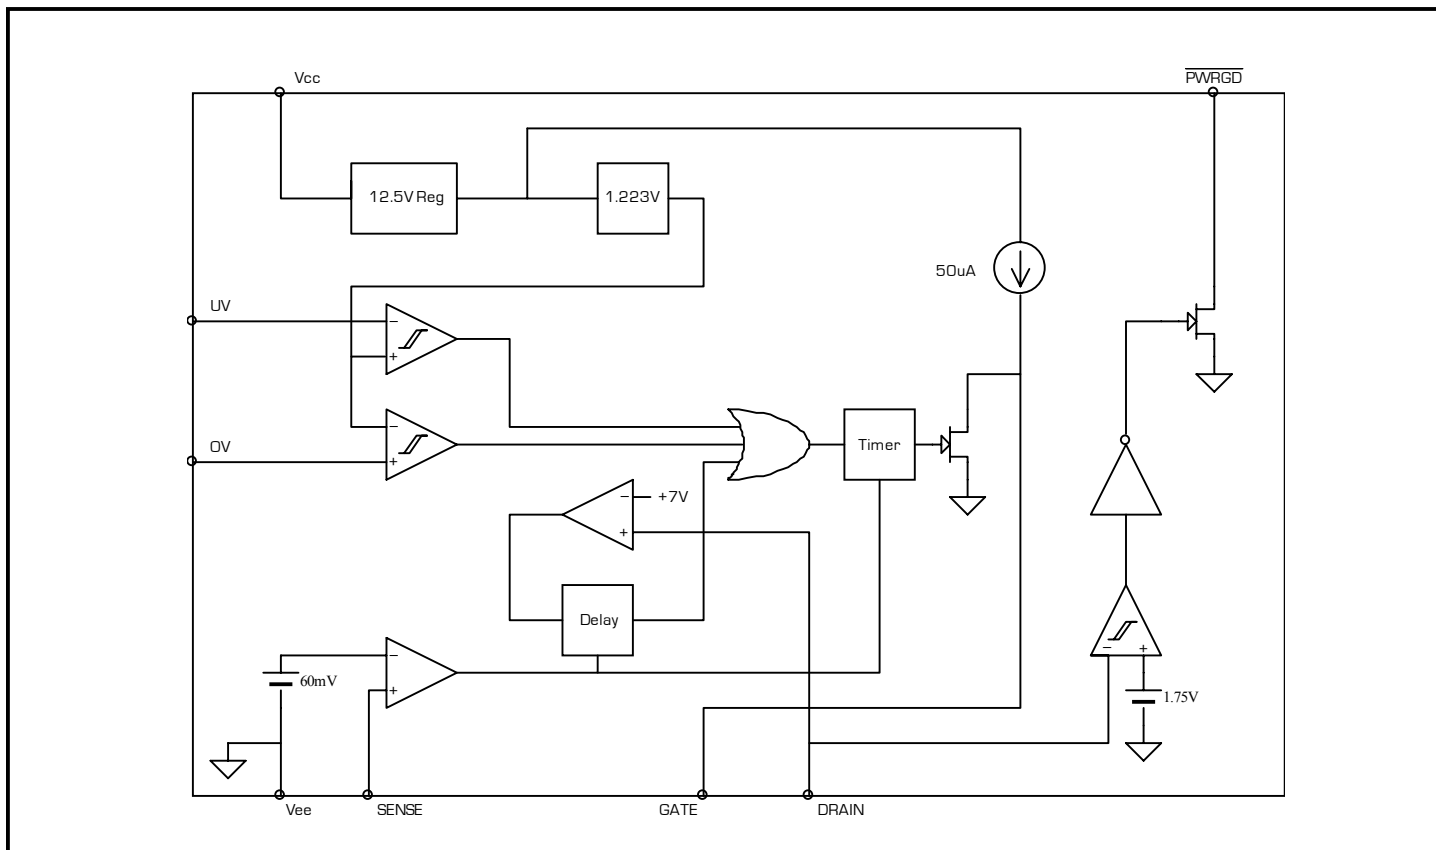 Vcc
PWRGD
12.5V Reg
1.223V
50uA
UV
−
+
OV
−
+
Timer
−
+7V
+
Delay
−
+
60mV
−
+
1.75V
Vee
SENSE
GATE
DRAIN